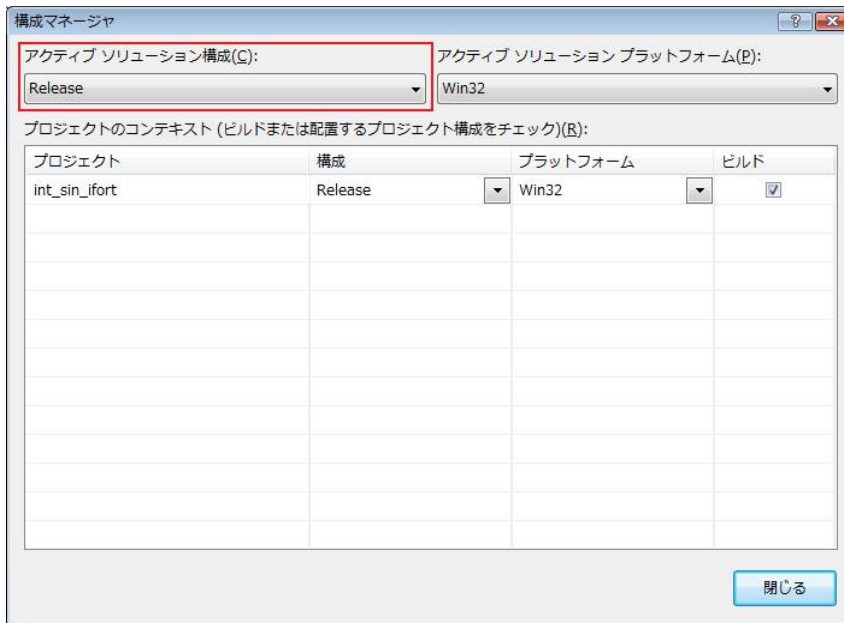 構成マネージャ
アクティブ ソリューション構成(C):
アクティブ ソリューション プラットフォーム(P):
Release
Win32
プロジェクトのコンテキスト (ビルドまたは配置するプロジェクト構成をチェック)(R):
プロジェクト 構成 プラットフォーム ビルド
int_sin_ifort Release Win32
閉じる